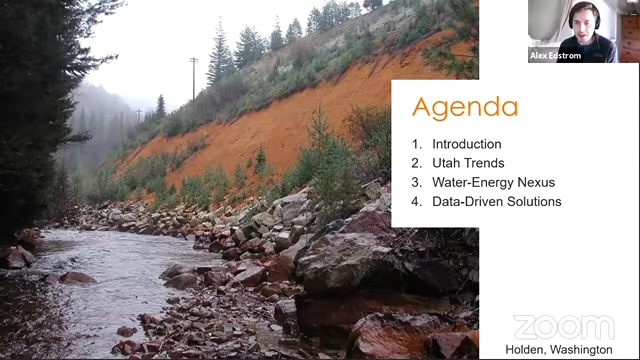 Alex Edstrom
Agenda
1. Introduction
2. Utah Trends
3. Water-Energy Nexus
4. Data-Driven Solutions
zoom
Holden, Washington